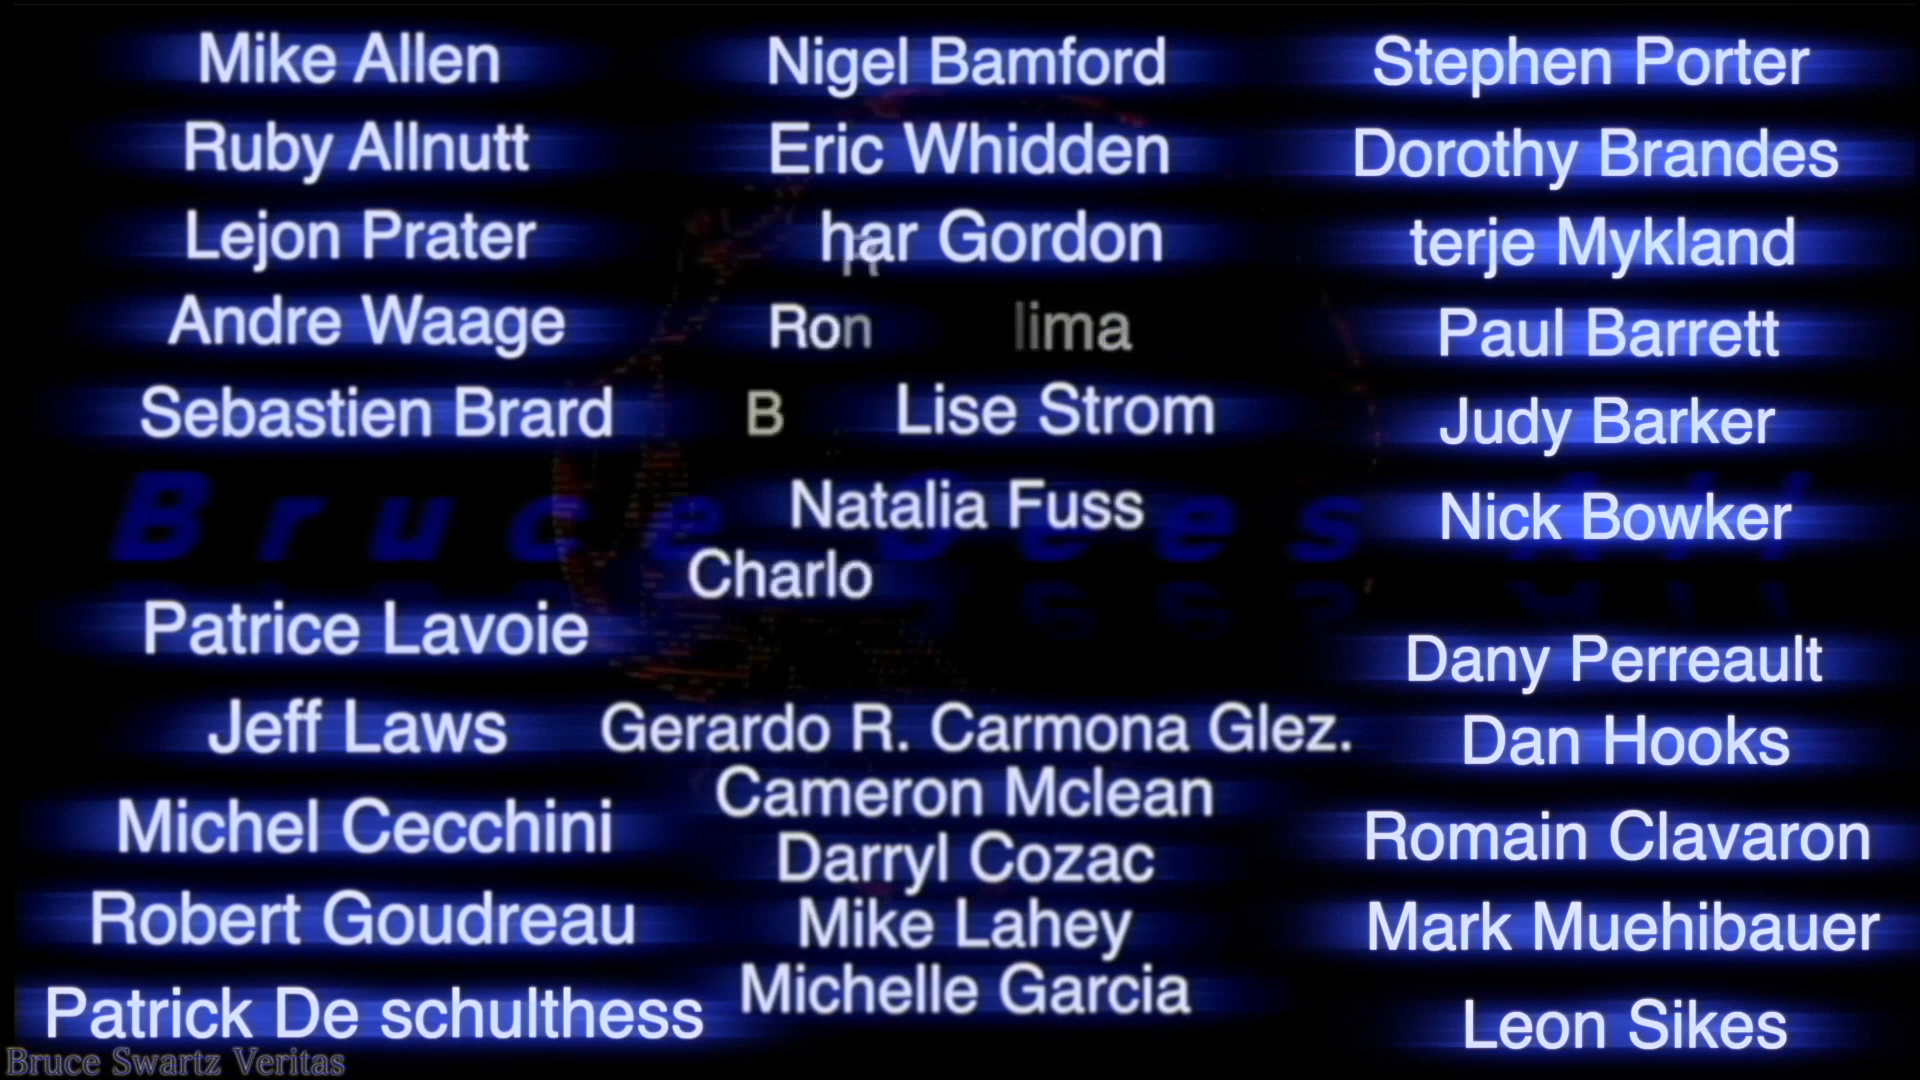 Mike Allen
Ruby Allnutt
Lejon Prater
Andre Waage
Sebastien Brard
Patrice Lavoie
Jeff Laws
Michel Cecchini
Robert Goudreau
Patrick De schulthess
Nigel Bamford
Eric Whidden
har Gordon
Ron lima
B Lise Strom
Natalia Fuss
Charlo
Gerardo R. Carmona Glez.
Cameron Mclean
Darryl Cozac
Mike Lahey
Michelle Garcia
Stephen Porter
Dorothy Brandes
terje Mykland
Paul Barrett
Judy Barker
Nick Bowker
Dany Perreault
Dan Hooks
Romain Clavaron
Mark Muehibauer
Leon Sikes
Bruce Sees All
Bruce Swartz Veritas